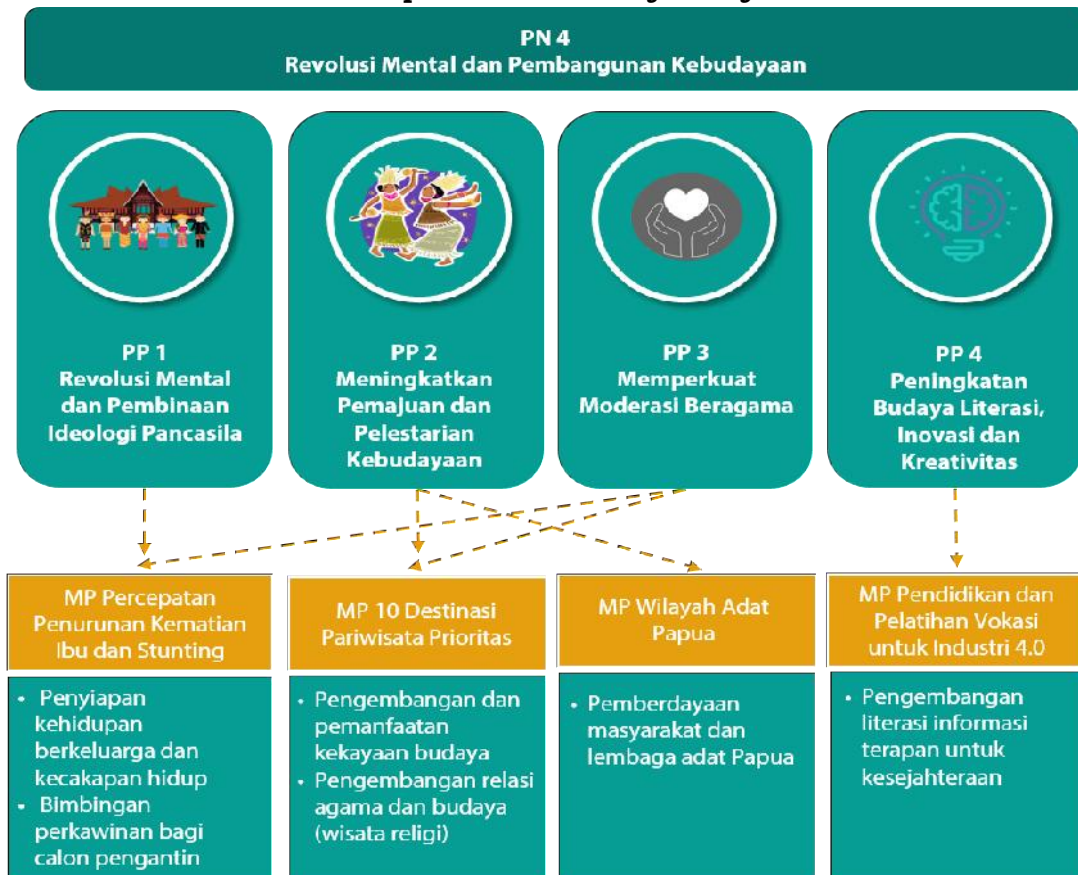 PN 4
Revolusi Mental dan Pembangunan Kebudayaan
PP 1
Revolusi Mental
dan Pembinaan
Ideologi Pancasila
PP 2
Meningkatkan
Pemajuan dan
Pelestarian
Kebudayaan
PP 3
Memperkuat
Moderasi Beragama
PP 4
Peningkatan
Budaya Literasi,
Inovasi dan
Kreativitas
MP Percepatan
Penurunan Kematian
Ibu dan Stunting
• Penyiapan
kehidupan
berkeluarga dan
kecakapan hidup
• Bimbingan
perkawinan bagi
calon pengantin
MP 10 Destinasi
Pariwisata Prioritas
• Pengembangan dan
pemanfaatan
kekayaan budaya
• Pengembangan relasi
agama dan budaya
(wisata religi)
MP Wilayah Adat
Papua
• Pemberdayaan
masyarakat dan
lembaga adat Papua
MP Pendidikan dan
Pelatihan Vokasi
untuk Industri 4.0
• Pengembangan
literasi informasi
terapan untuk
kesejahteraan